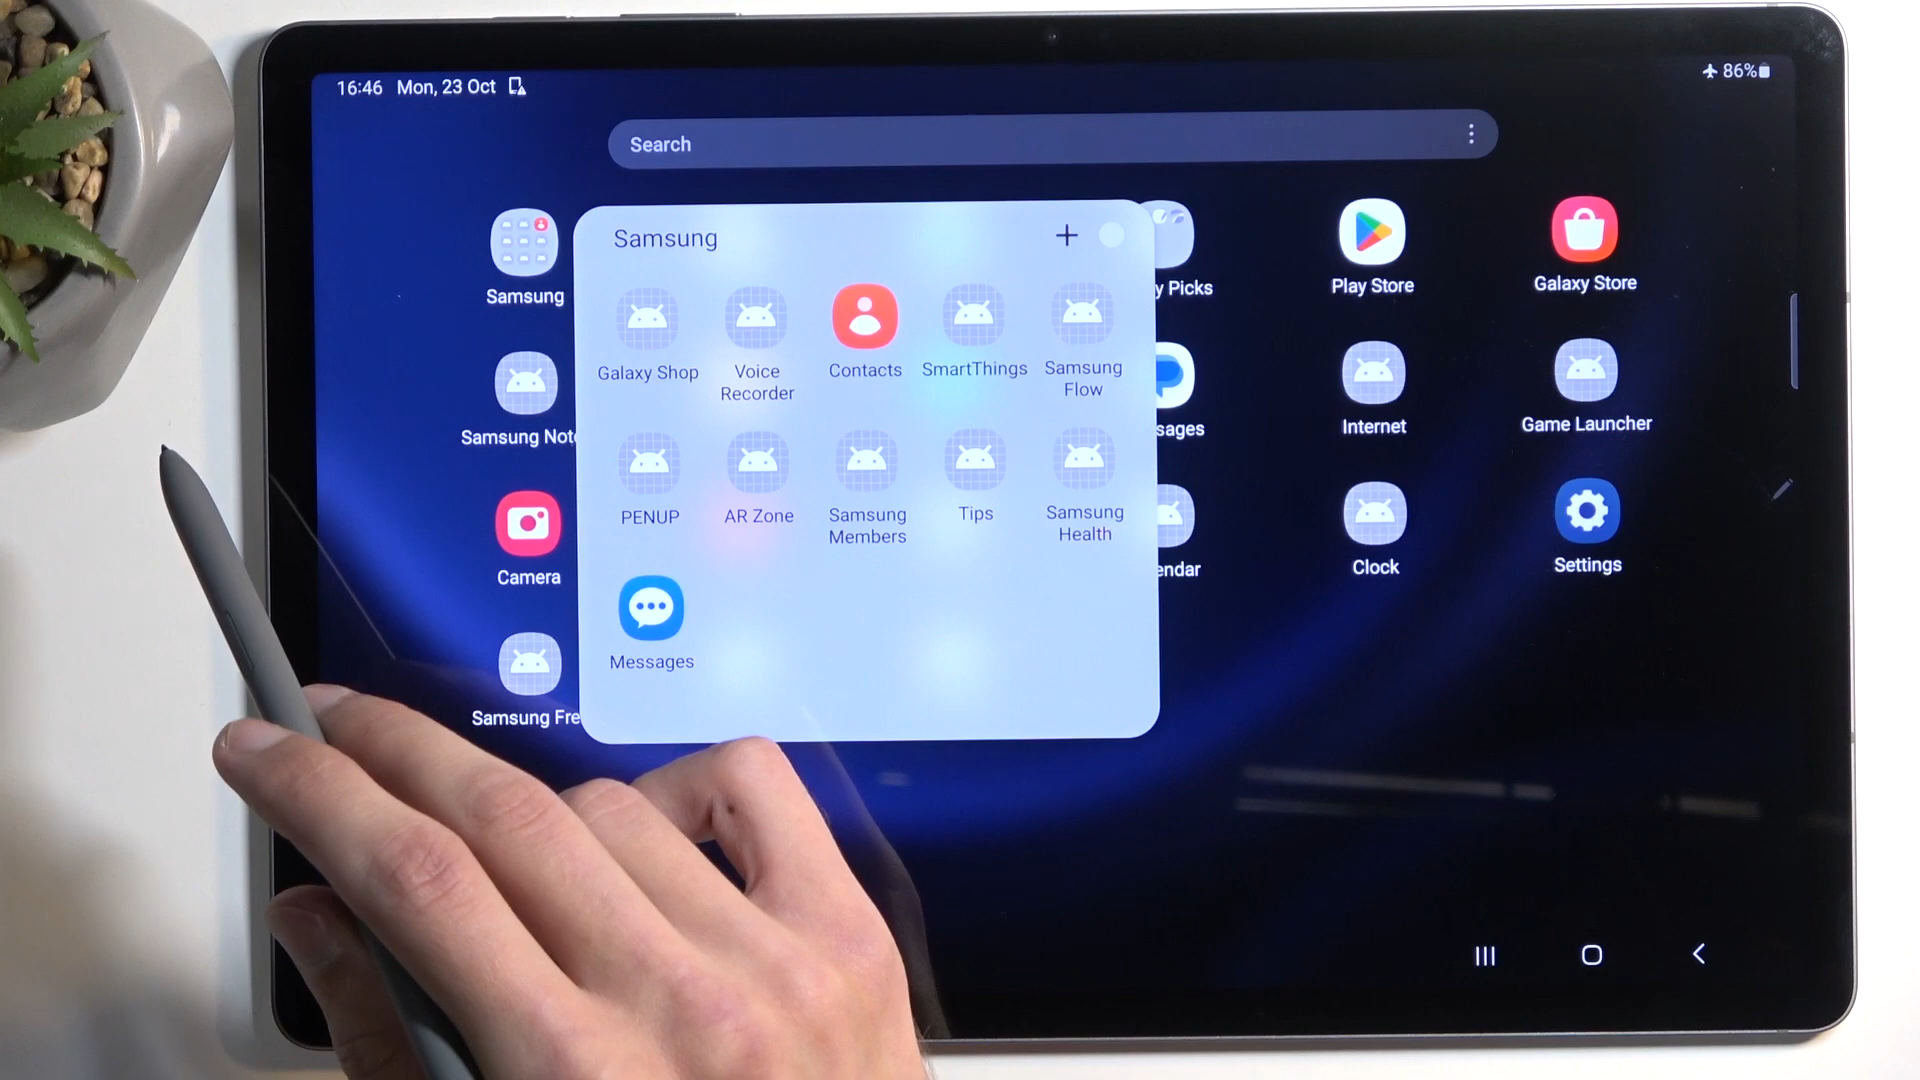 16:46 Mon, 23 Oct
86%
Search
Samsung
Samsung
y Picks
Play Store
Galaxy Store
Galaxy Shop
Voice
Recorder
Contacts
SmartThings
Samsung
Flow
Samsung Note
sages
Internet
Game Launcher
PENUP
AR Zone
Samsung
Members
Tips
Samsung
Health
Camera
endar
Clock
Settings
Messages
Samsung Fre